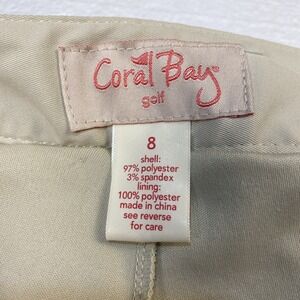 Coral Bay
golf
8
shell:
97% polyester
3% spandex
lining:
100% polyester
made in china
see reverse
for care